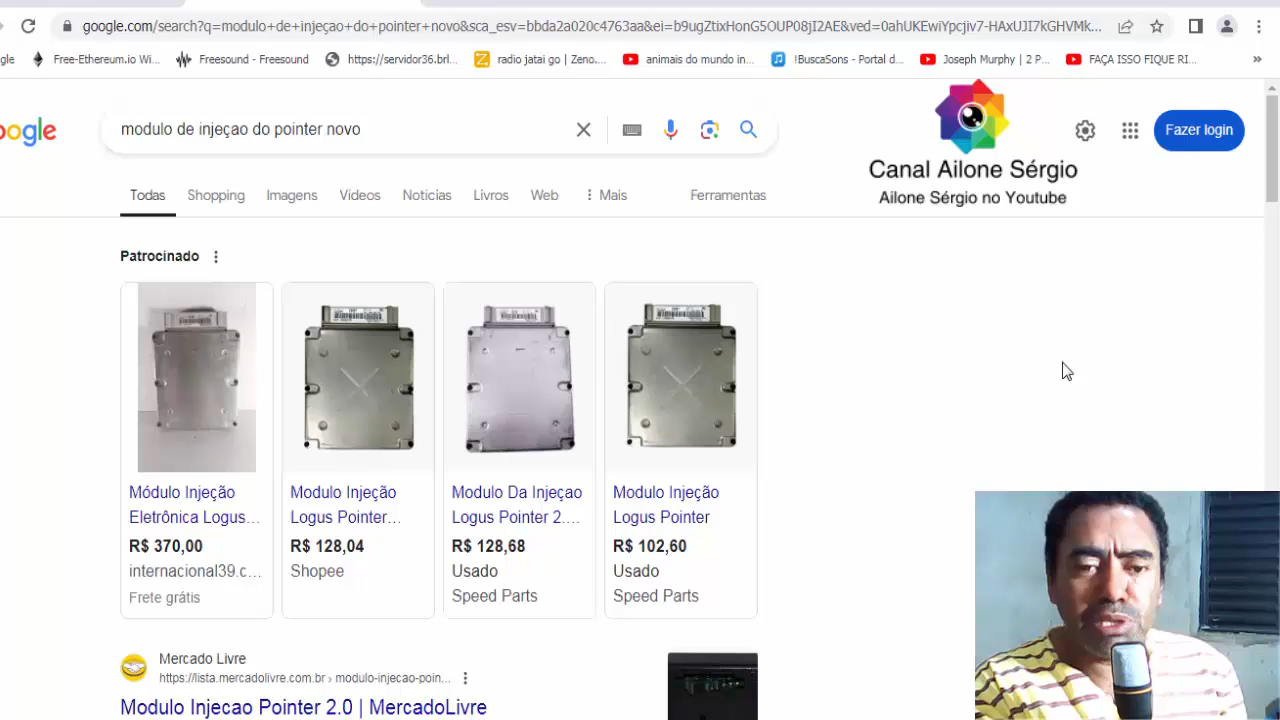 google.com/search?q=modulo+de+injeçao+do+pointer+novo&sca_esv=bbda2a020c4763aa&ei=b9ugZtixHonG5OUP08jI2AE&ved=0ahUKEwiYpcjiv7-HAxUJI7kGHVMk...
gle
Free-Ethereum.io Wi...
Freesound - Freesound
https://servidor36.brl...
radio jatai go | Zeno....
animais do mundo in...
!BuscaSons - Portal d...
Joseph Murphy | 2 P...
FAÇA ISSO FIQUE RI...
»
ogle
modulo de injeçao do pointer novo
Fazer login
Canal Ailone Sérgio
Ailone Sérgio no Youtube
Todas
Shopping
Imagens
Vídeos
Notícias
Livros
Web
Mais
Ferramentas
Patrocinado
Módulo Injeção
Eletrônica Logus...
R$ 370,00
internacional39.c...
Frete grátis
Modulo Injeção
Logus Pointer...
R$ 128,04
Shopee
Modulo Da Injeçao
Logus Pointer 2....
R$ 128,68
Usado
Speed Parts
Modulo Injeção
Logus Pointer
R$ 102,60
Usado
Speed Parts
Mercado Livre
https://lista.mercadolivre.com.br › modulo-injecao-poin...
Modulo Injecao Pointer 2.0 | MercadoLivre